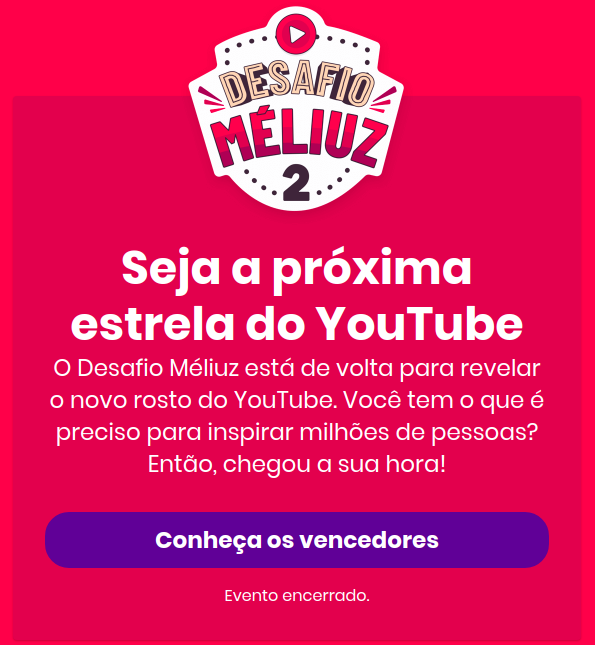 DESAFIO
MÉLIUZ
2
Seja a próxima
estrela do YouTube
O Desafio Méliuz está de volta para revelar
o novo rosto do YouTube. Você tem o que é
preciso para inspirar milhões de pessoas?
Então, chegou a sua hora!
Conheça os vencedores
Evento encerrado.